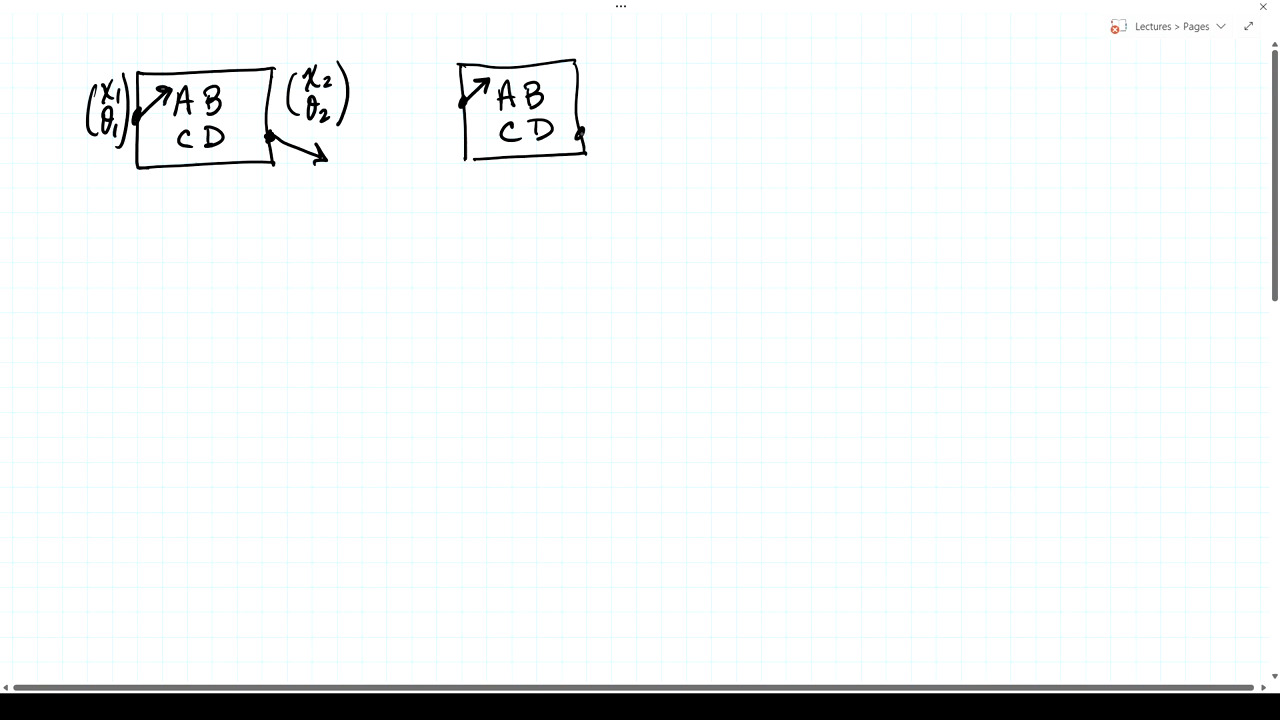 Lectures > Pages
(x₁ θ₁) A B (x₂ θ₂)
C D
A B
C D